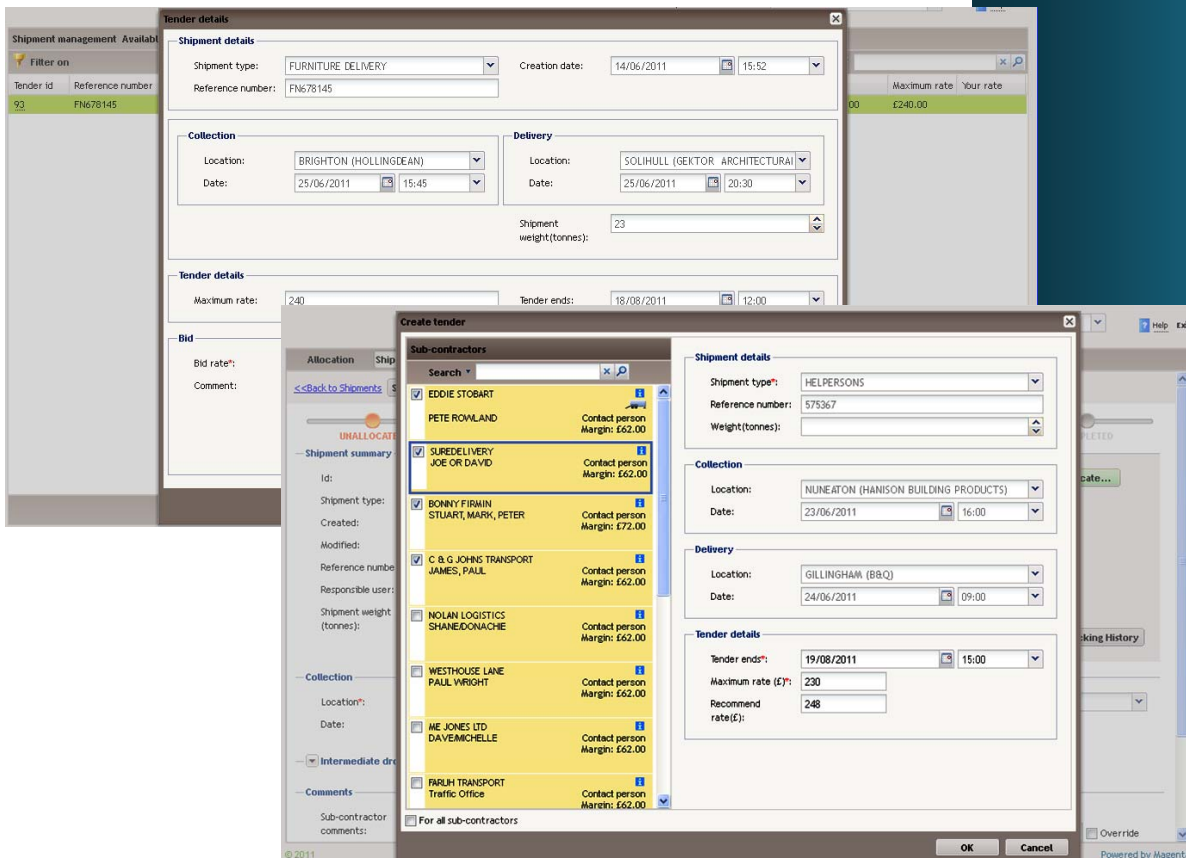 Tender details
Shipment management Availabl
Filter on
Tender id Reference number Maximum rate Your rate
93 FN678145 00 £240.00
Shipment details
Shipment type: FURNITURE DELIVERY Creation date: 14/06/2011 15:52
Reference number: FN678145
Collection Delivery
Location: BRIGHTON (HOLLINGDEAN) Location: SOLIHULL (GEKTOR ARCHITECTURAL
Date: 25/06/2011 15:45 Date: 25/06/2011 20:30
Shipment
weight(tonnes): 23
Tender details
Maximum rate: 240 Tender ends: 18/08/2011 12:00
Bid
Bid rate*:
Comment:
Help Exi
Allocation Ship
<<Back to Shipments S
UNALLOCATE
PLETED
Shipment summary
cate...
Id:
Shipment type:
Created:
Modified:
Reference numbe
Responsible user:
Shipment weight
(tonnes):
cking History
Collection
Location*:
Date:
Intermediate dro
Comments
Sub-contractor
comments:
Override
© 2011
Powered by Magent
Create tender
Sub-contractors
Search
EDDIE STOBART
PETE ROWLAND Contact person
Margin: £62.00
SUREDELIVERY
JOE OR DAVID Contact person
Margin: £62.00
BONNY FIRMIN
STUART, MARK, PETER Contact person
Margin: £72.00
C & G JOHNS TRANSPORT
JAMES, PAUL Contact person
Margin: £62.00
NOLAN LOGISTICS
SHANE/DONACHIE Contact person
Margin: £62.00
WESTHOUSE LANE
PAUL WRIGHT Contact person
Margin: £62.00
ME JONES LTD
DAVE/MICHELLE Contact person
Margin: £62.00
FARUH TRANSPORT
Traffic Office Contact person
Margin: £62.00
For all sub-contractors
Shipment details
Shipment type*: HELPERSONS
Reference number: 575367
Weight(tonnes):
Collection
Location: NUNEATON (HANISON BUILDING PRODUCTS)
Date: 23/06/2011 16:00
Delivery
Location: GILLINGHAM (B&Q)
Date: 24/06/2011 09:00
Tender details
Tender ends*: 19/08/2011 15:00
Maximum rate (£)*: 230
Recommend
rate(£): 248
OK Cancel